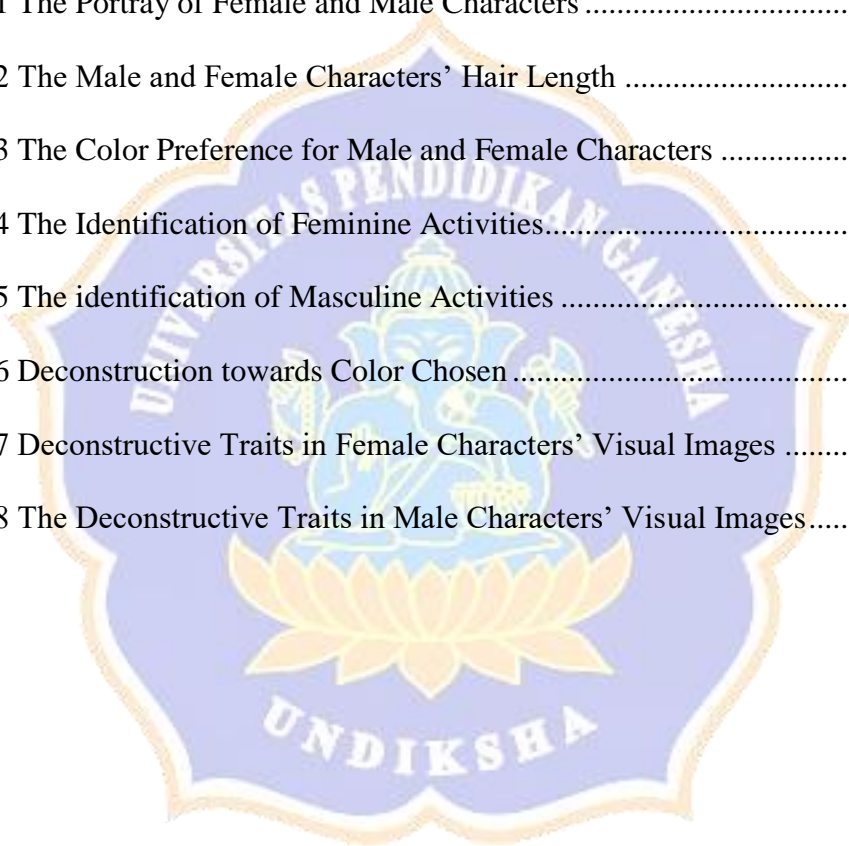 1 The Portray of Female and Male Characters ..................................
2 The Male and Female Characters’ Hair Length .............................
3 The Color Preference for Male and Female Characters ................
4 The Identification of Feminine Activities.......................................
5 The identification of Masculine Activities .....................................
6 Deconstruction towards Color Chosen ...........................................
7 Deconstructive Traits in Female Characters’ Visual Images ........
8 The Deconstructive Traits in Male Characters’ Visual Images.....
UNIVERSITAS PENDIDIKAN GANESHA
UNDIKSHA